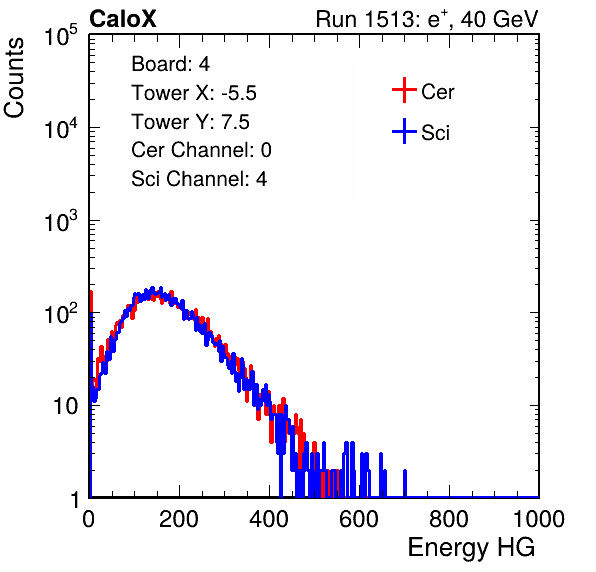 CaloX Run 1513: e⁺, 40 GeV
Board: 4
Tower X: -5.5
Tower Y: 7.5
Cer Channel: 0
Sci Channel: 4
Cer
Sci
Counts
10⁵
10⁴
10³
10²
10
1
0 200 400 600 800 1000
Energy HG